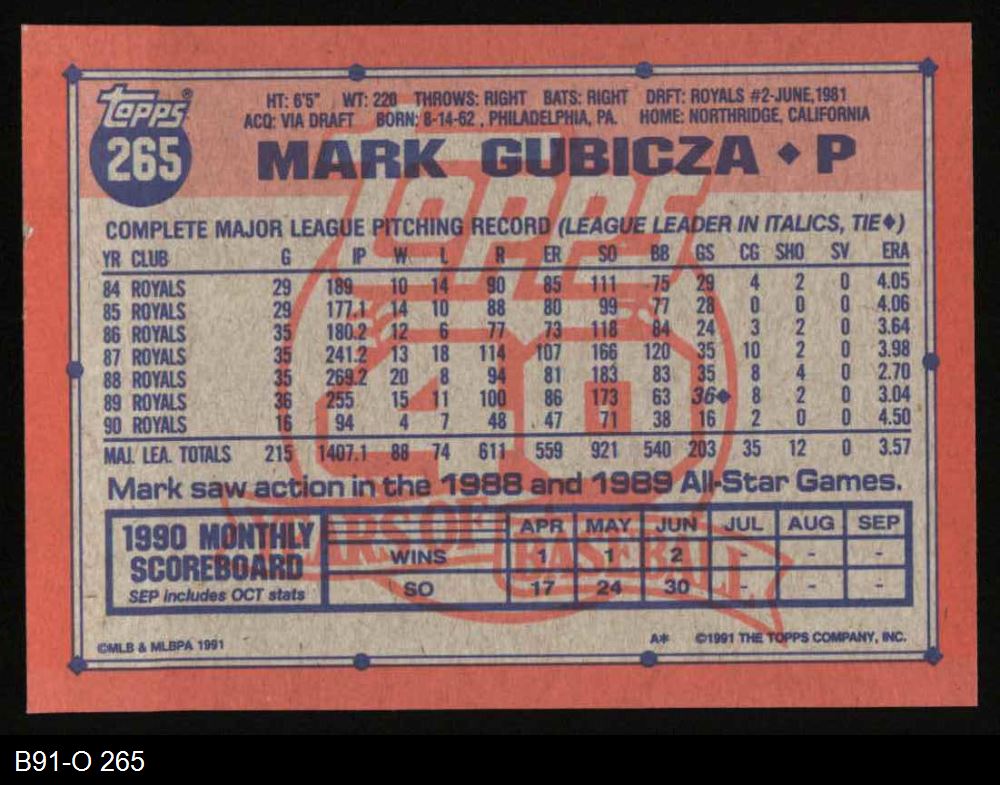 Topps®
265
HT: 6'5" WT: 220 THROWS: RIGHT BATS: RIGHT DRFT: ROYALS #2-JUNE,1981
ACQ: VIA DRAFT BORN: 8-14-62 , PHILADELPHIA, PA. HOME: NORTHRIDGE, CALIFORNIA
MARK GUBICZA ◆ P
COMPLETE MAJOR LEAGUE PITCHING RECORD (LEAGUE LEADER IN ITALICS, TIE◆)
YR CLUB G IP W L R ER SO BB GS CG SHO SV ERA
84 ROYALS 29 189 10 14 90 85 111 75 29 4 2 0 4.05
85 ROYALS 29 177.1 14 10 88 80 99 77 28 0 0 0 4.06
86 ROYALS 35 180.2 12 6 77 73 118 84 24 3 2 0 3.64
87 ROYALS 35 241.2 13 18 114 107 166 120 35 10 2 0 3.98
88 ROYALS 35 269.2 20 8 94 81 183 83 35 8 4 0 2.70
89 ROYALS 36 255 15 11 100 86 173 63 36◆ 8 2 0 3.04
90 ROYALS 16 94 4 7 48 47 71 38 16 2 0 0 4.50
MAJ. LEA. TOTALS 215 1407.1 88 74 611 559 921 540 203 35 12 0 3.57
Mark saw action in the 1988 and 1989 All-Star Games.
1990 MONTHLY
SCOREBOARD
SEP includes OCT stats
APR MAY JUN JUL AUG SEP
WINS 1 1 2 - - -
SO 17 24 30 - - -
TOPPS
40
YEARS OF BASEBALL
©MLB & MLBPA 1991
A* ©1991 THE TOPPS COMPANY, INC.
B91-O 265